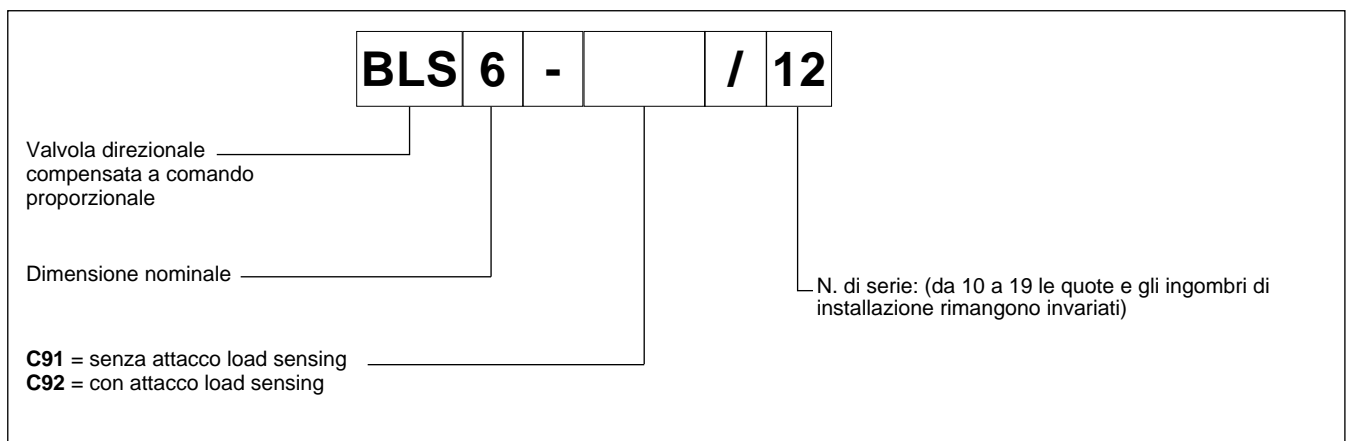 BLS 6 - / 12
Valvola direzionale
compensata a comando
proporzionale
Dimensione nominale
N. di serie: (da 10 a 19 le quote e gli ingombri di
installazione rimangono invariati)
C91 = senza attacco load sensing
C92 = con attacco load sensing